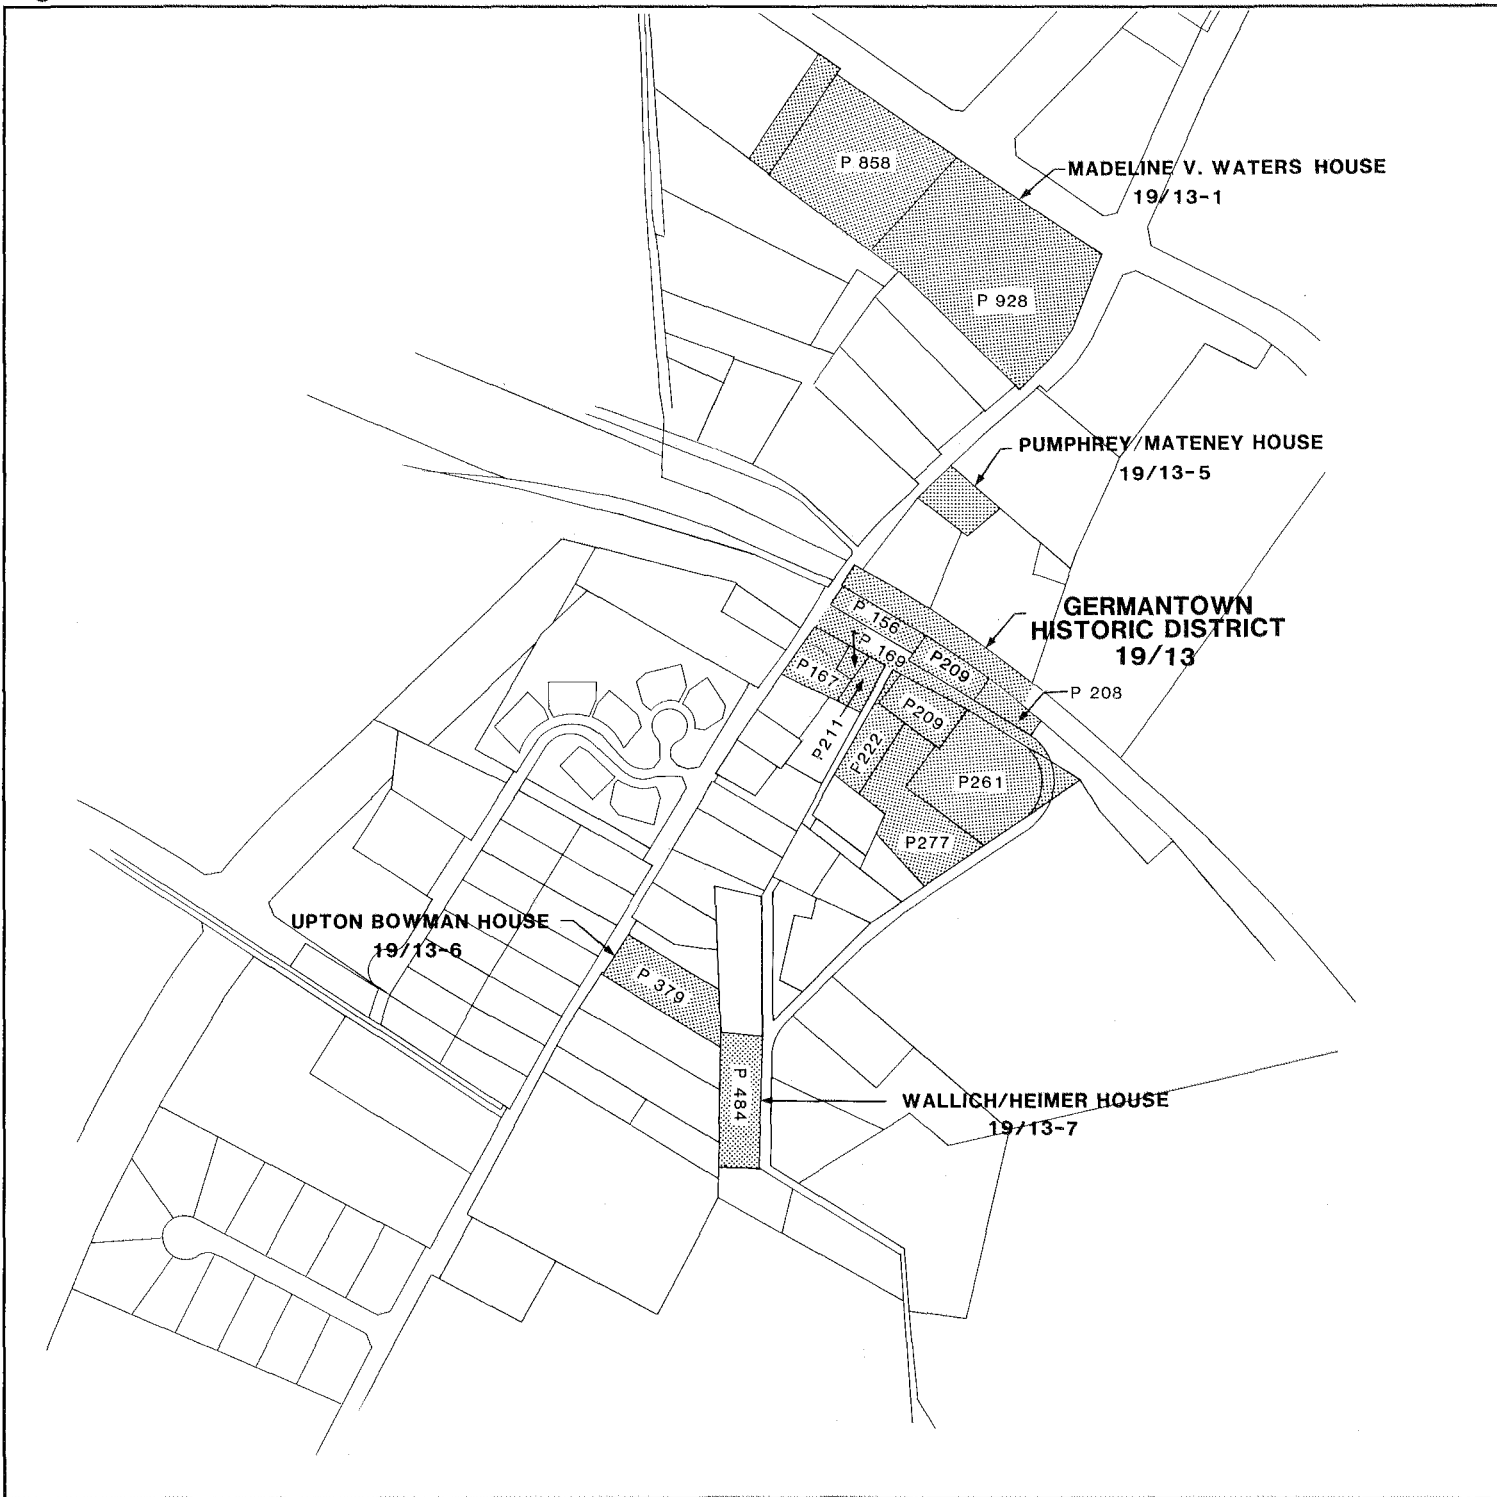 P 858
MADELINE V. WATERS HOUSE
19/13-1
P 928
PUMPHREY/MATENEY HOUSE
19/13-5
GERMANTOWN
HISTORIC DISTRICT
19/13
P 156
P 169
P209
P167
P 208
P209
P211
P222
P261
P277
UPTON BOWMAN HOUSE
19/13-6
P 379
P 484
WALLICH/HEIMER HOUSE
19/13-7